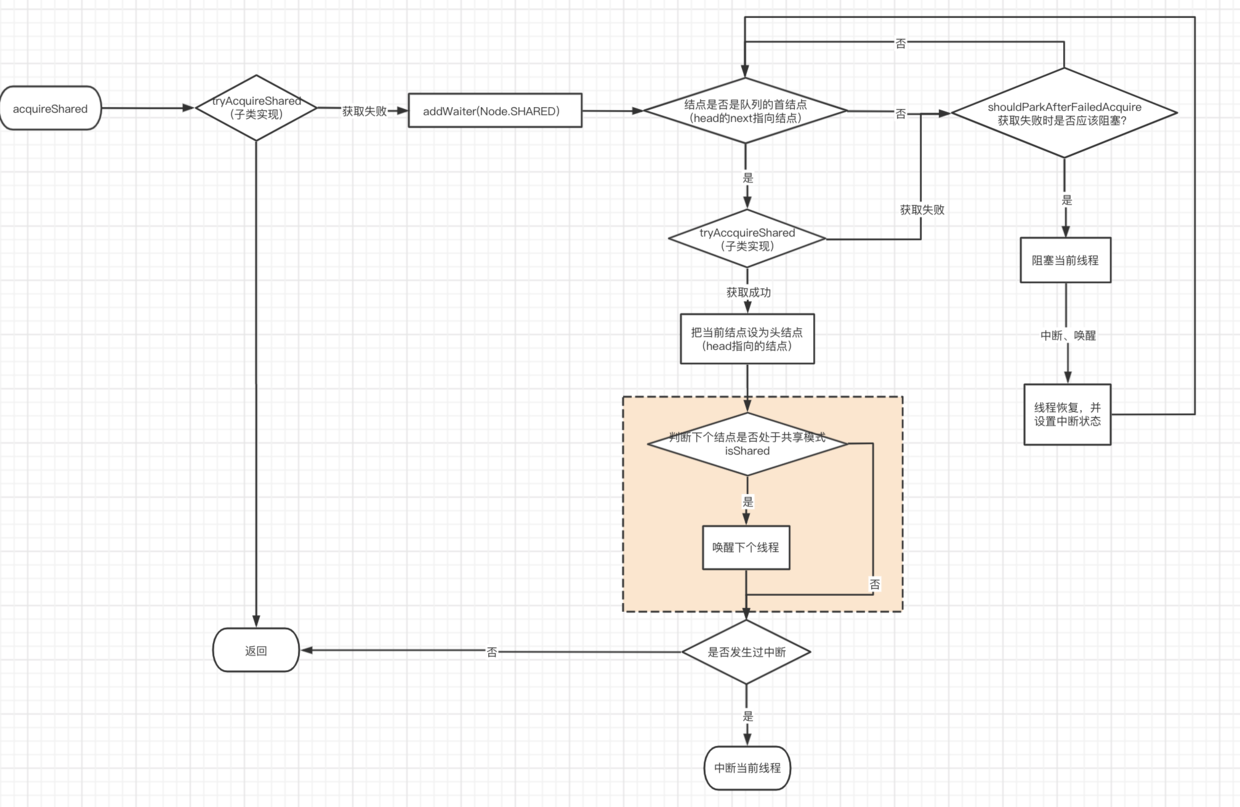 acquireShared
tryAcquireShared
（子类实现）
获取失败
addWaiter(Node.SHARED)
结点是否是队列的首结点
（head的next指向结点）
否
否
shouldParkAfterFailedAcquire
获取失败时是否应该阻塞？
是
tryAccquireShared
（子类实现）
获取失败
获取成功
是
阻塞当前线程
中断、唤醒
线程恢复，并
设置中断状态
把当前结点设为头结点
（head指向的结点）
判断下个结点是否处于共享模式
isShared
是
唤醒下个线程
否
是否发生过中断
否
返回
是
中断当前线程